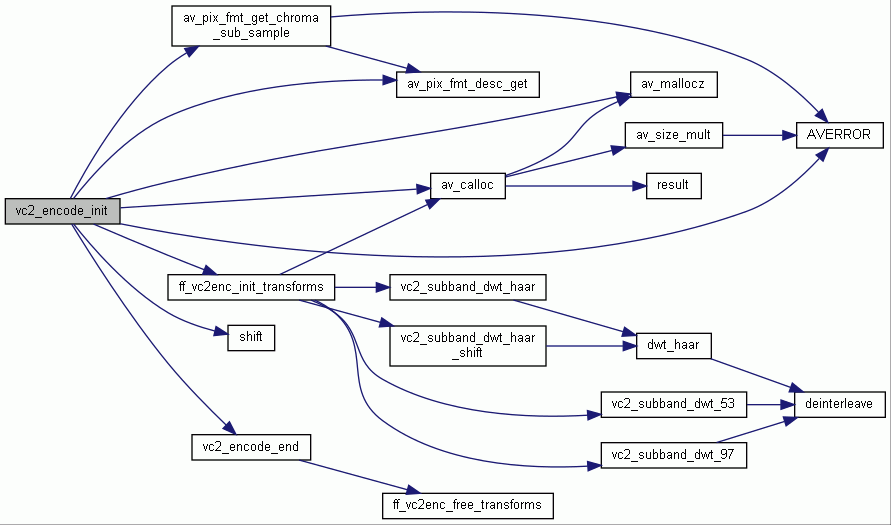 av_pix_fmt_get_chroma
_sub_sample
av_pix_fmt_desc_get
av_mallocz
av_size_mult
AVERROR
av_calloc
result
vc2_encode_init
ff_vc2enc_init_transforms
vc2_subband_dwt_haar
shift
vc2_subband_dwt_haar
_shift
dwt_haar
vc2_subband_dwt_53
deinterleave
vc2_encode_end
vc2_subband_dwt_97
ff_vc2enc_free_transforms